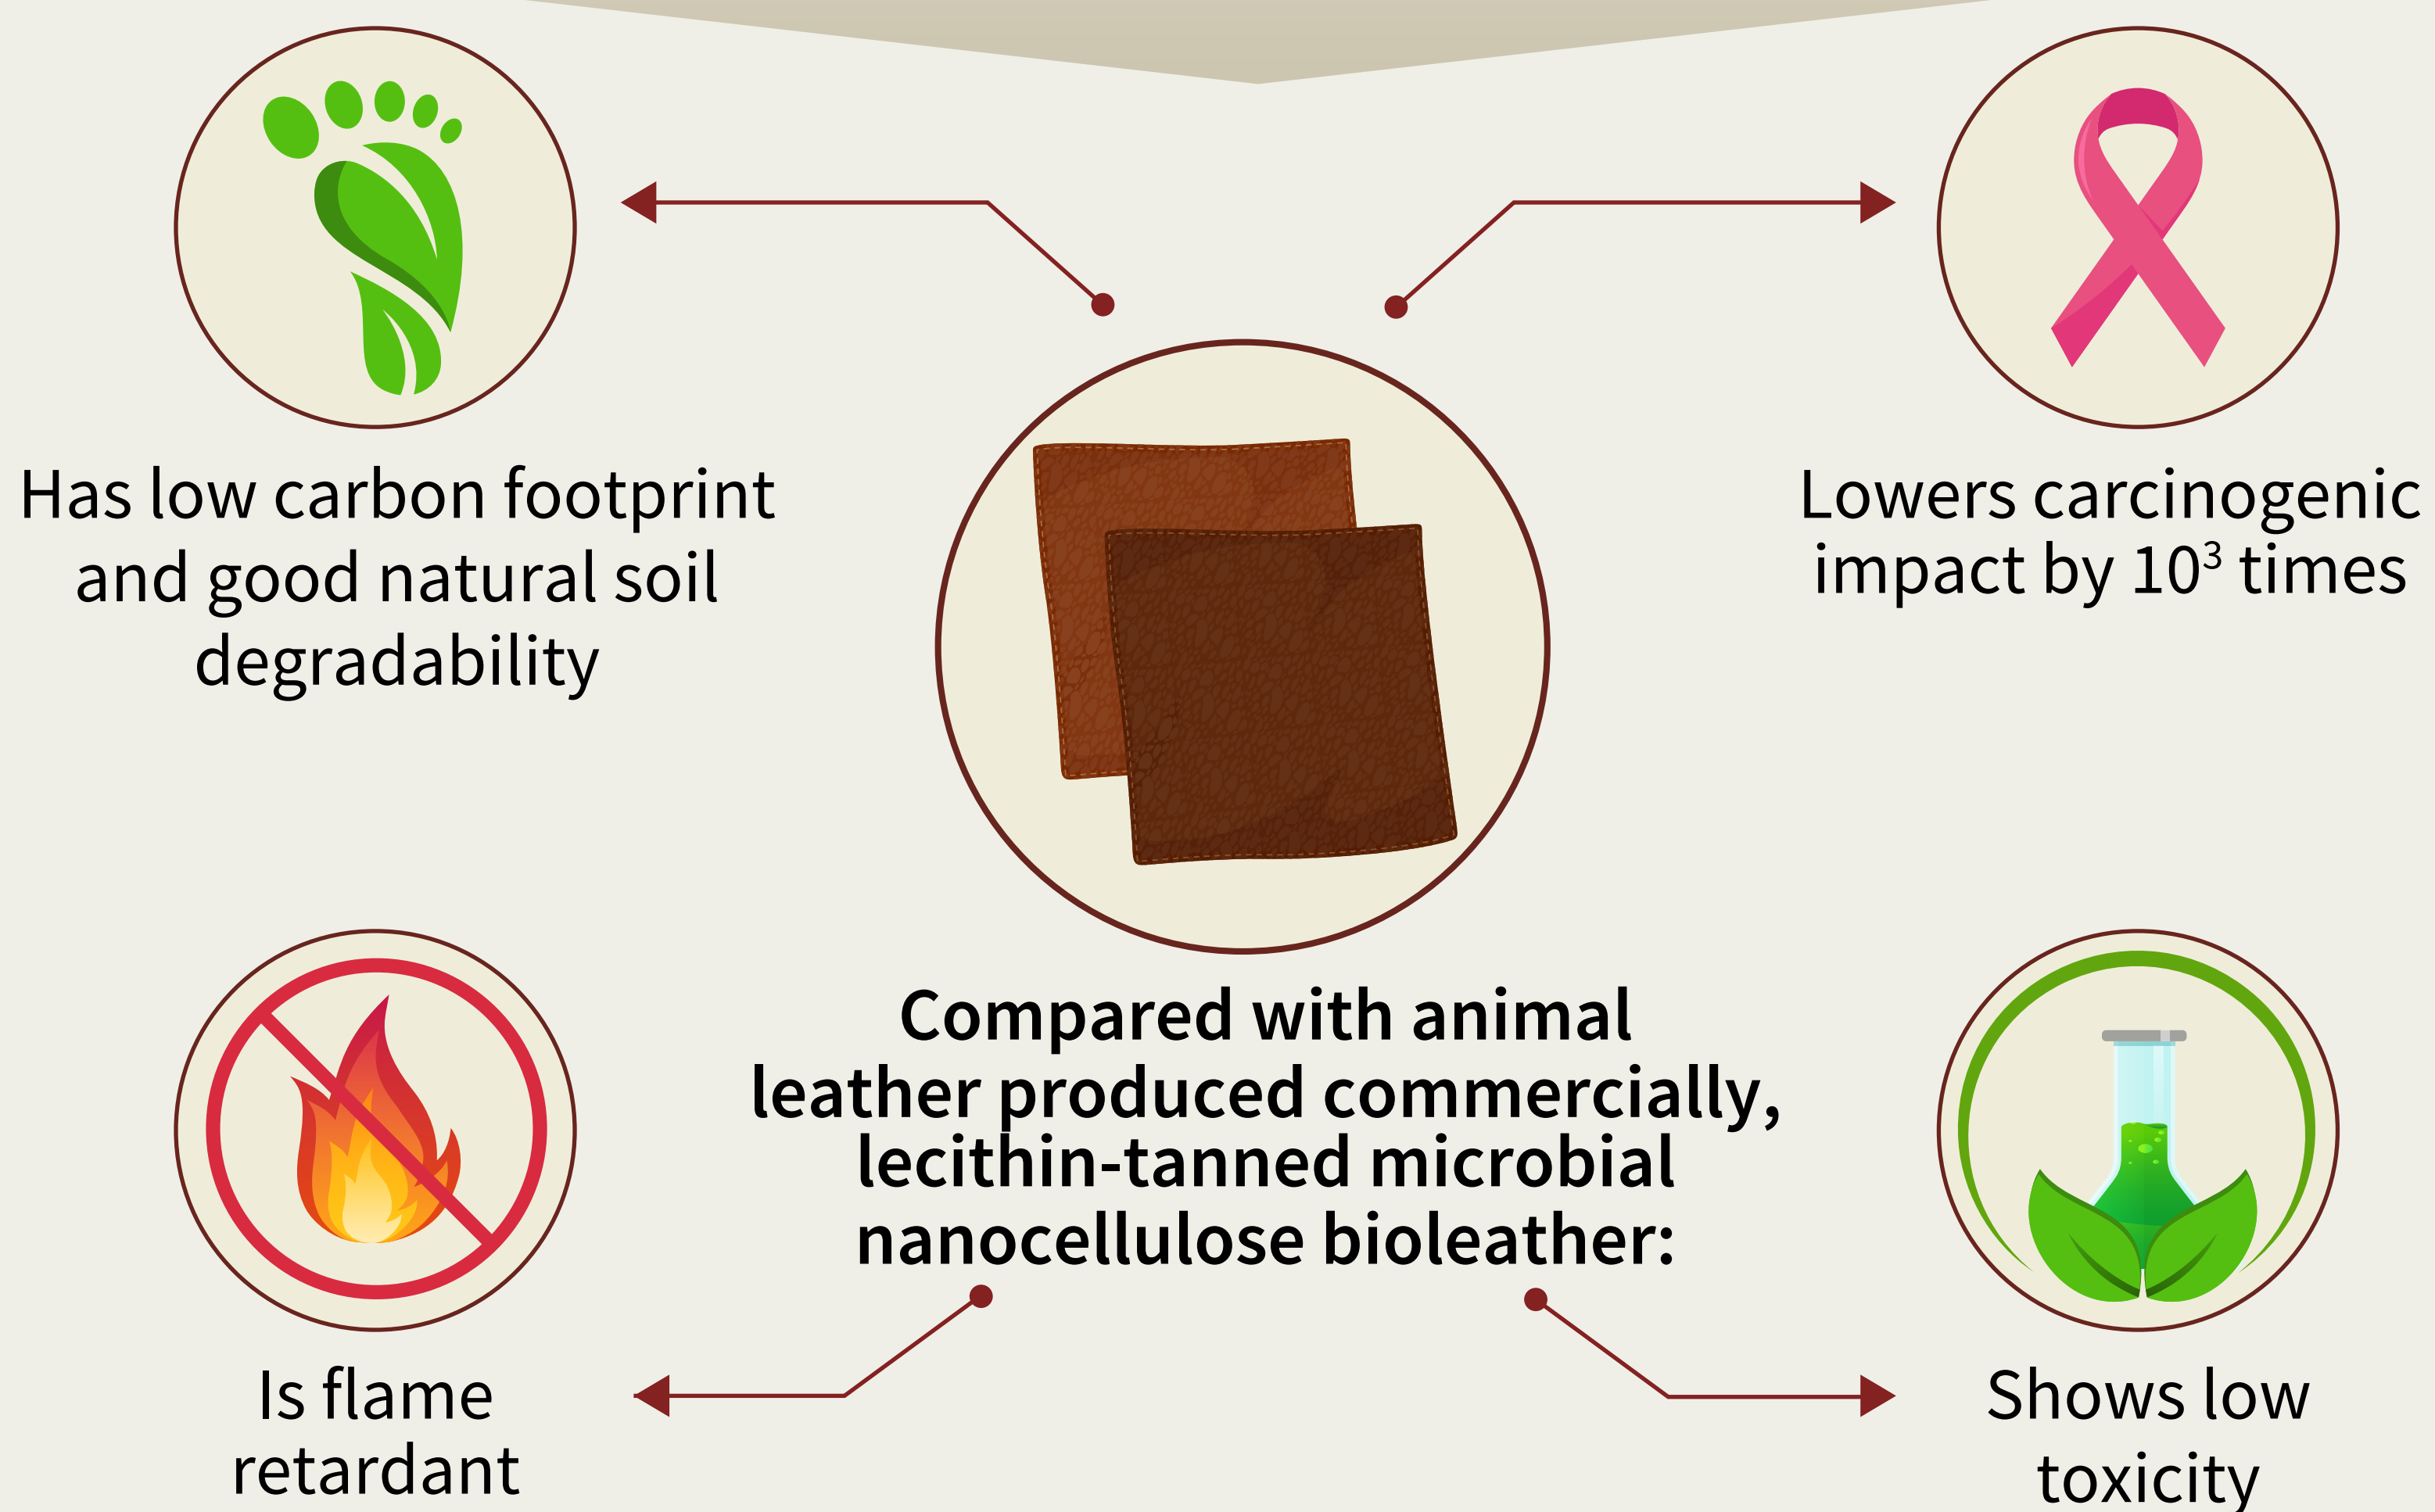 Has low carbon footprint
and good natural soil
degradability
Lowers carcinogenic
impact by 10³ times
Compared with animal
leather produced commercially,
lecithin-tanned microbial
nanocellulose bioleather:
Is flame
retardant
Shows low
toxicity